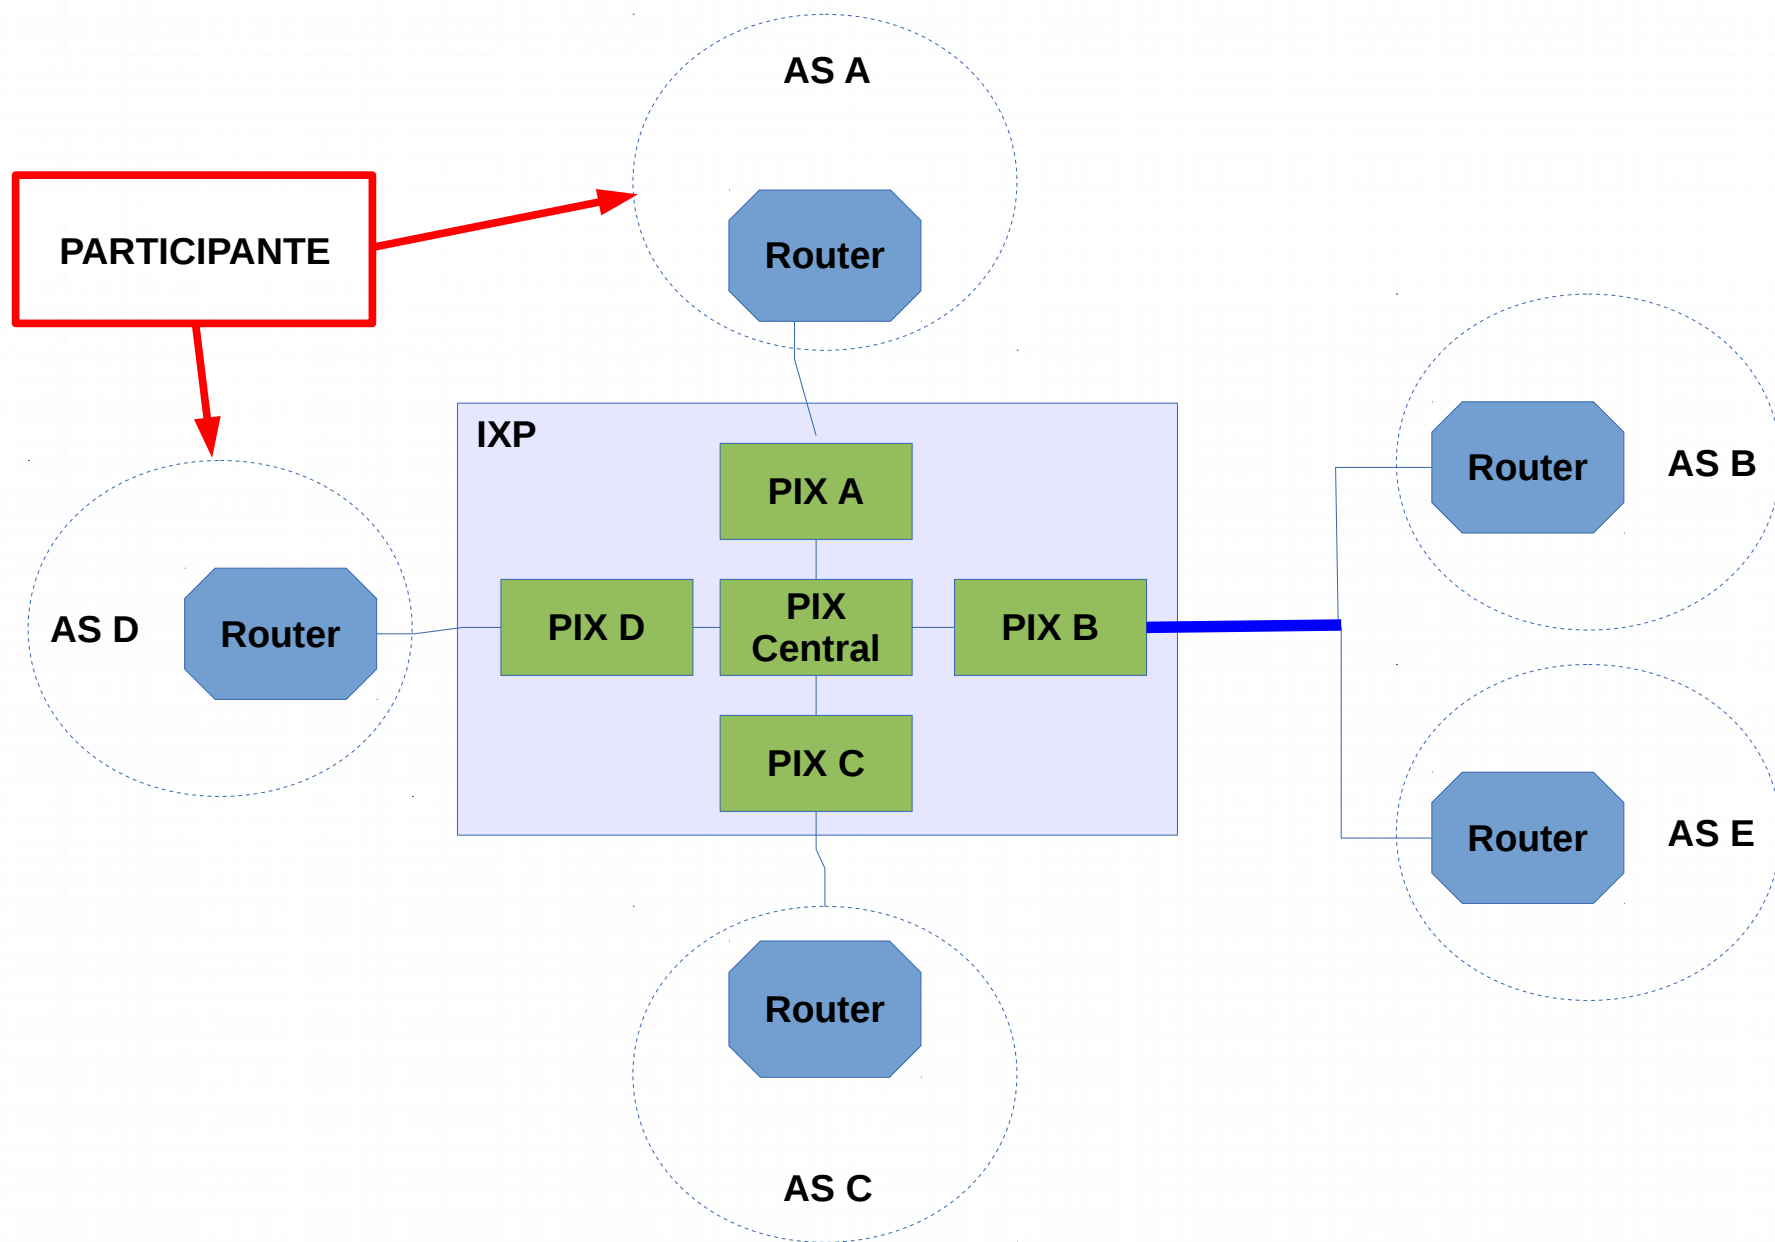 AS A
PARTICIPANTE
Router
IXP
PIX A
Router
AS B
AS D
Router
PIX D
PIX
Central
PIX B
PIX C
Router
AS E
Router
AS C